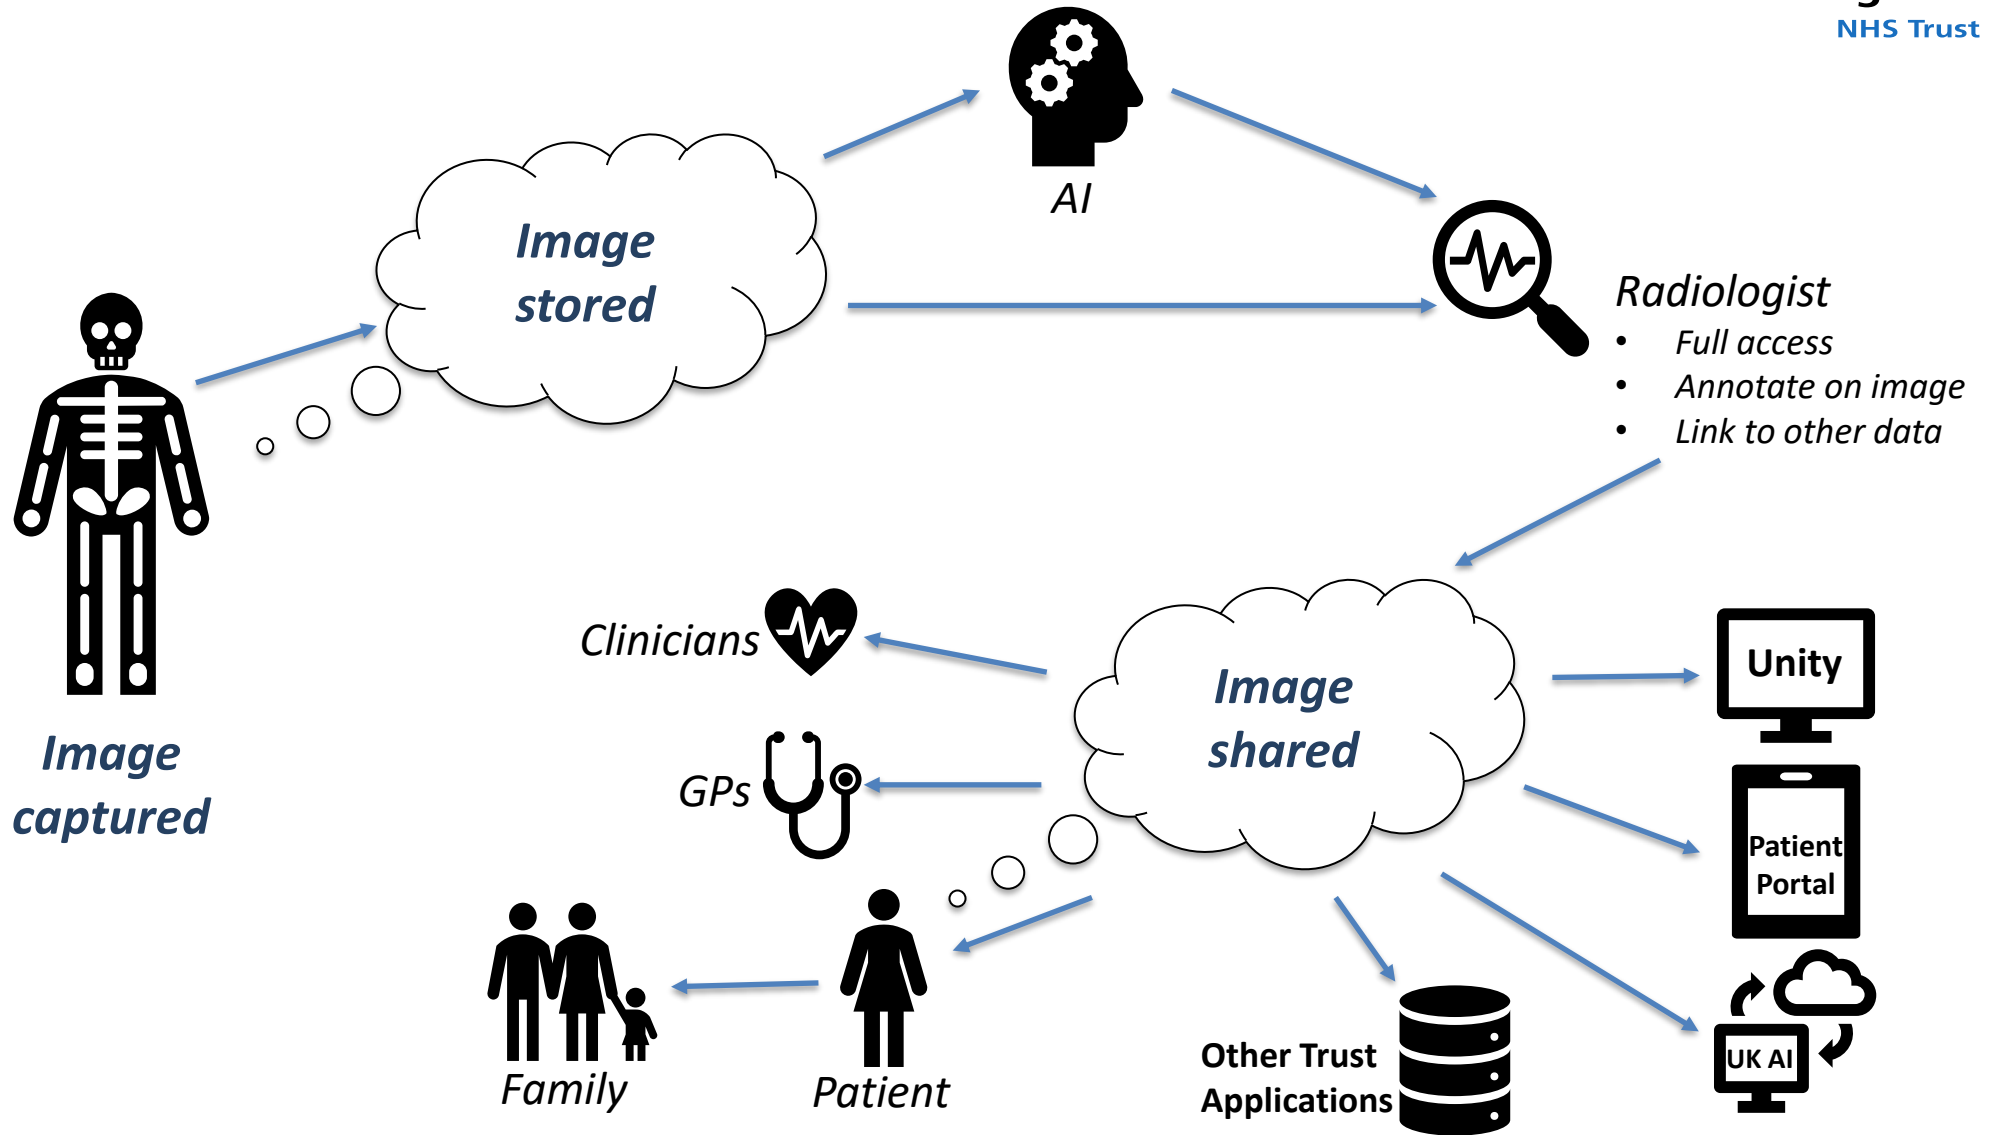 NHS Trust
AI
Image
stored
Radiologist
• Full access
• Annotate on image
• Link to other data
Image
captured
Clinicians
GPs
Image
shared
Unity
Patient
Portal
UK AI
Family
Patient
Other Trust
Applications